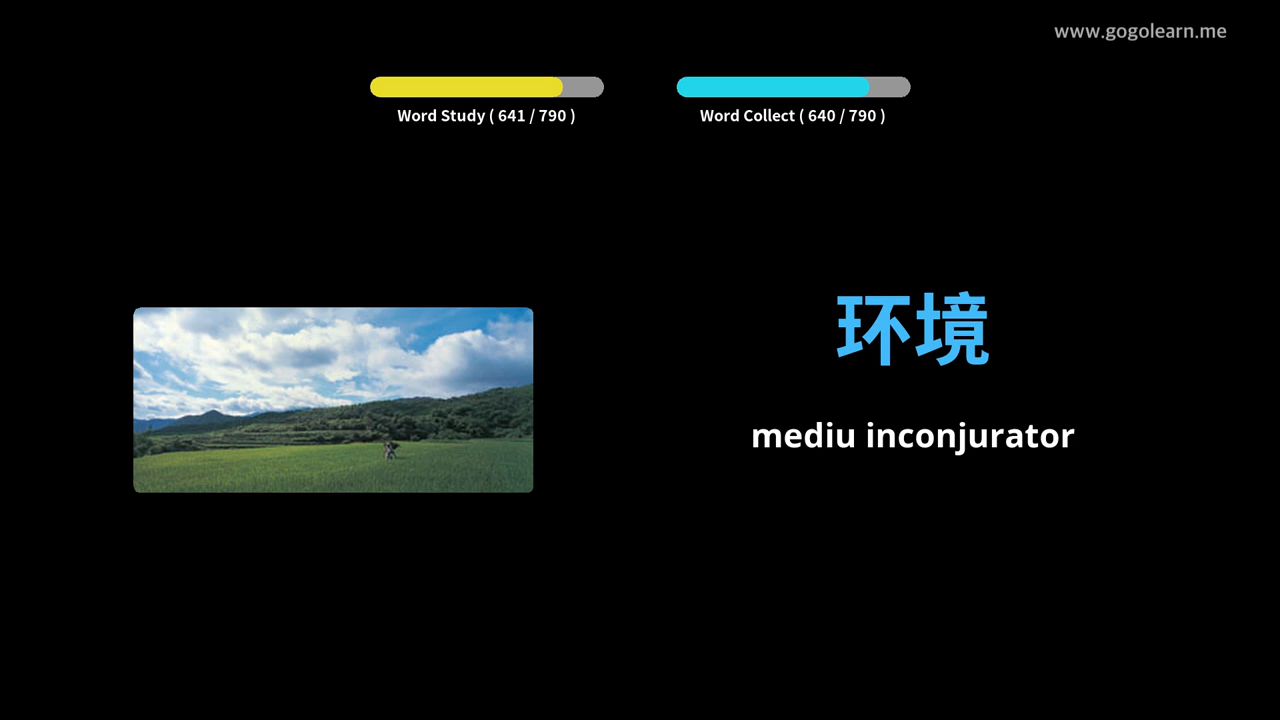 www.gogolearn.me
Word Study ( 641 / 790 )
Word Collect ( 640 / 790 )
环境
mediu inconjurator